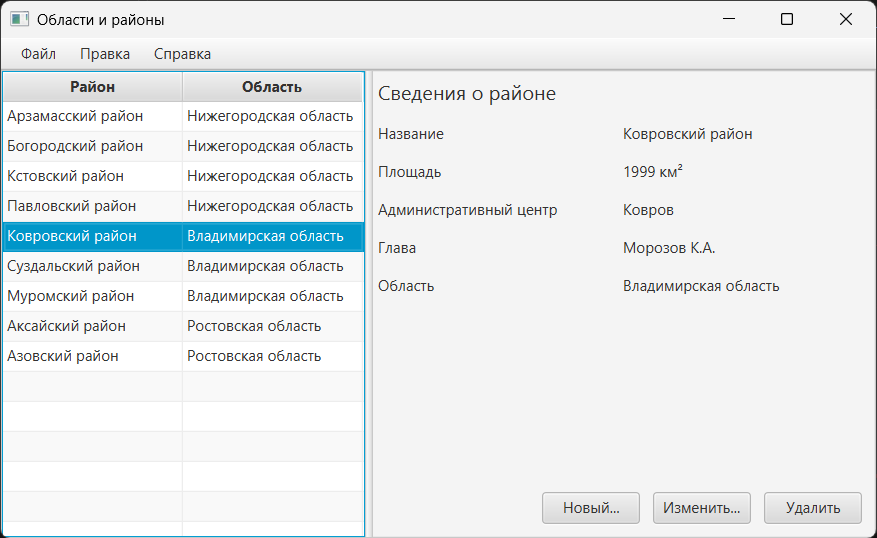 Области и районы
Файл Правка Справка
Район Область
Арзамасский район Нижегородская область
Богородский район Нижегородская область
Кстовский район Нижегородская область
Павловский район Нижегородская область
Ковровский район Владимирская область
Суздальский район Владимирская область
Муромский район Владимирская область
Аксайский район Ростовская область
Азовский район Ростовская область
Сведения о районе
Название Ковровский район
Площадь 1999 км²
Административный центр Ковров
Глава Морозов К.А.
Область Владимирская область
Новый... Изменить... Удалить